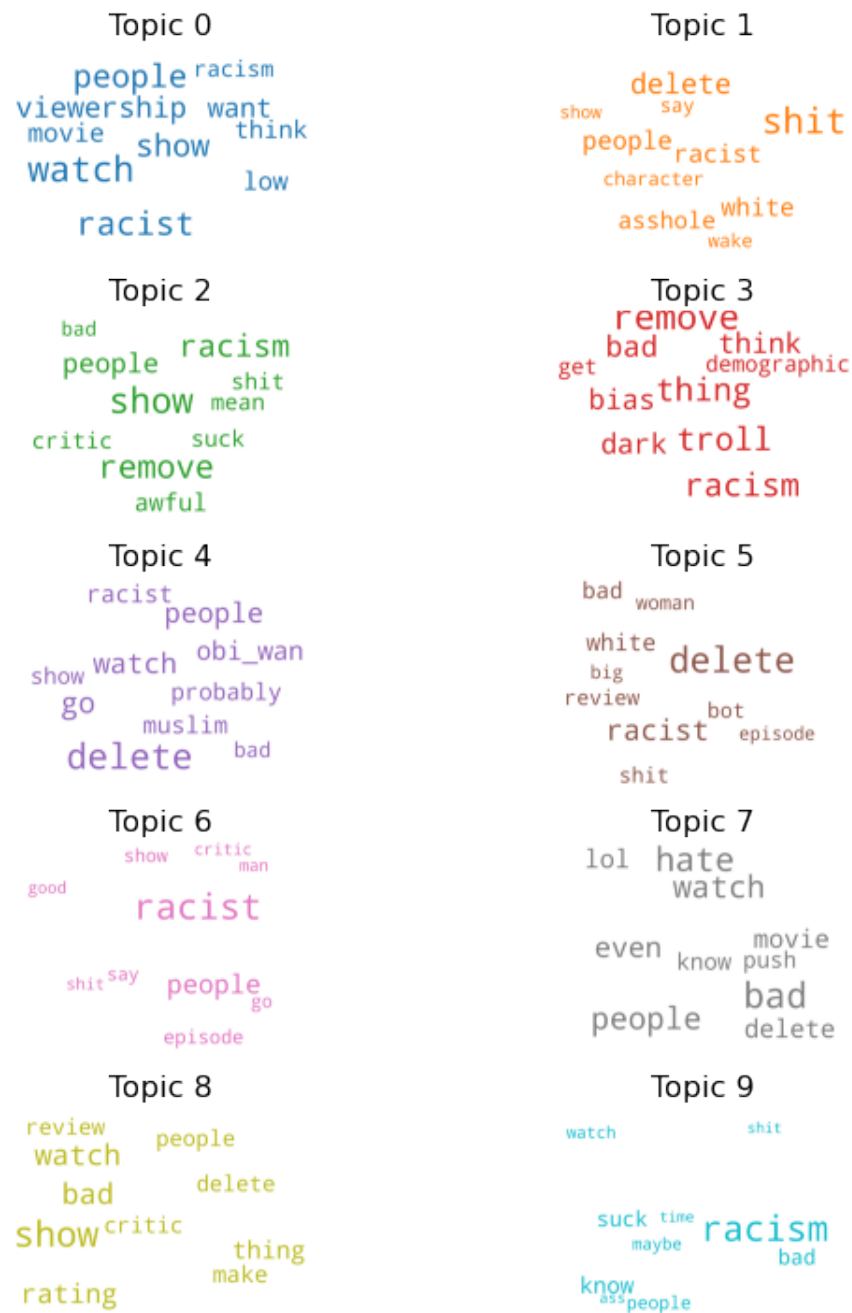 Topic 0
people racism
viewership want
movie think
show
watch
low
racist
Topic 1
delete
show say
shit
people
racist
character
white
asshole
wake
Topic 2
bad
racism
people
shit
show mean
critic suck
remove
awful
Topic 3
remove
bad think
get demographic
bias thing
dark troll
racism
Topic 4
racist
people
watch obi_wan
show
go probably
muslim
delete bad
Topic 5
bad
woman
white
delete
big
review
bot
racist episode
shit
Topic 6
show critic
man
good
racist
shit say
people
go
episode
Topic 7
lol hate
watch
even movie
know push
bad
people
delete
Topic 8
review
people
watch
bad delete
show critic
thing
make
rating
Topic 9
watch shit
suck time
racism
maybe
bad
know
ass people